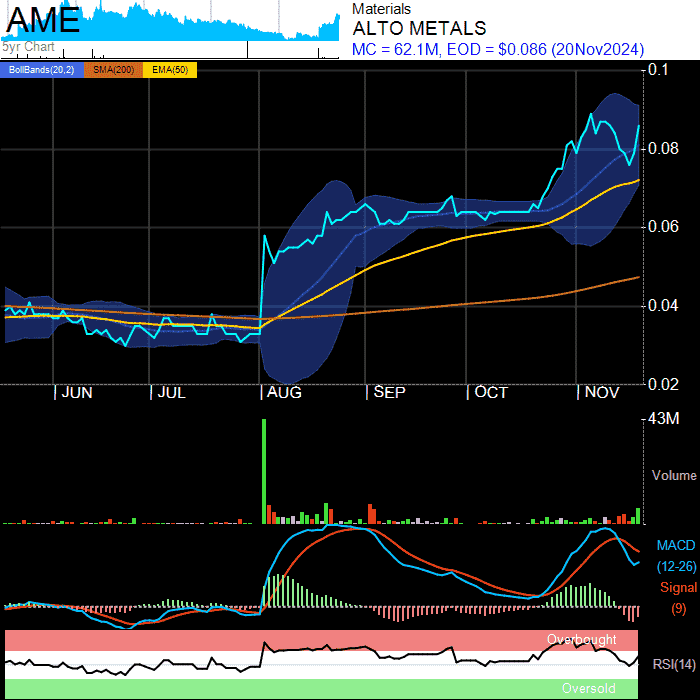 AME
5yr Chart
Materials
ALTO METALS
MC = 62.1M, EOD = $0.086 (20Nov2024)
BollBands(20,2) SMA(200) EMA(50)
0.1
0.08
0.06
0.04
0.02
JUN JUL AUG SEP OCT NOV
43M
Volume
MACD
(12-26)
Signal
(9)
Overbought
RSI(14)
Oversold